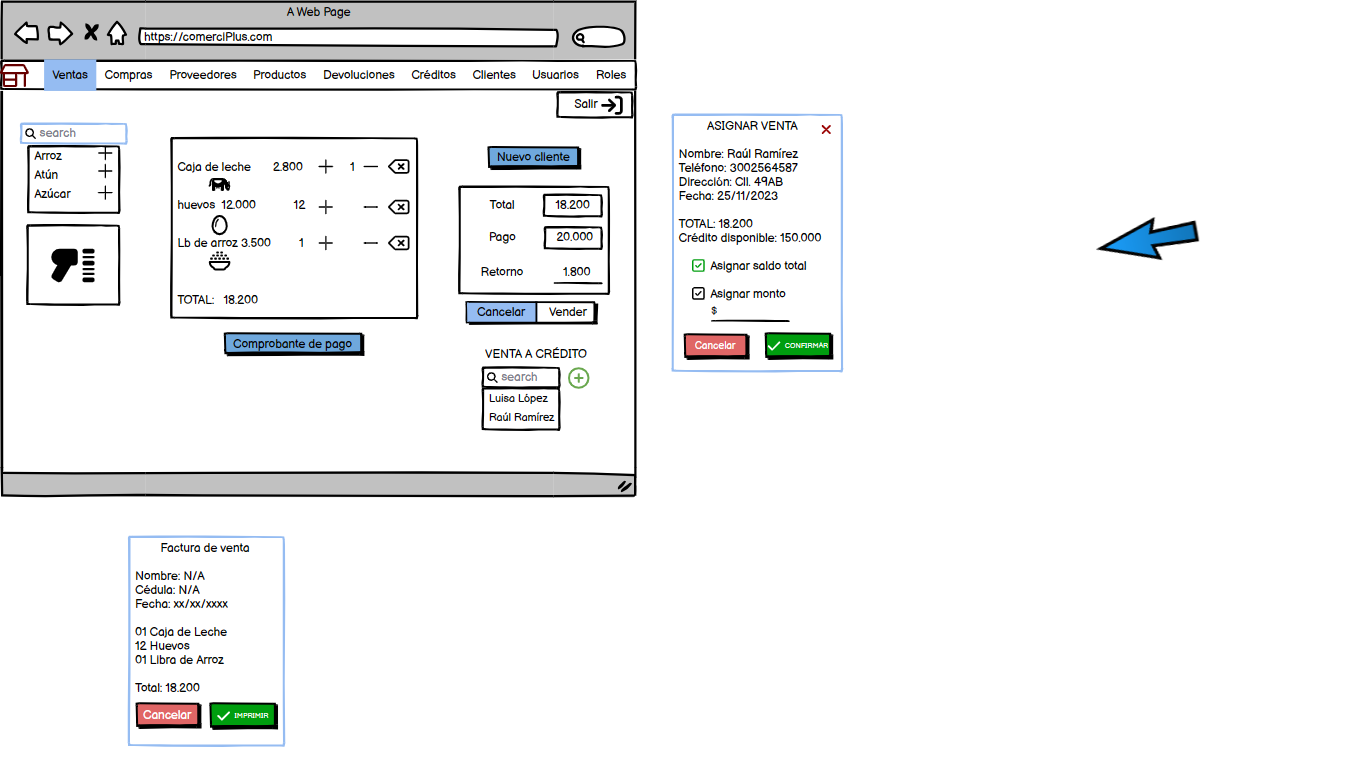 A Web Page
https://comerciPlus.com
Ventas Compras Proveedores Productos Devoluciones Créditos Clientes Usuarios Roles
Salir
search
Arroz
Atún
Azúcar
Caja de leche 2.800 1
huevos 12.000 12
Lb de arroz 3.500 1
TOTAL: 18.200
Comprobante de pago
Nuevo cliente
Total 18.200
Pago 20.000
Retorno 1.800
Cancelar Vender
VENTA A CRÉDITO
search
Luisa López
Raúl Ramírez
ASIGNAR VENTA
Nombre: Raúl Ramírez
Teléfono: 3002564587
Dirección: Cll. 49AB
Fecha: 25/11/2023
TOTAL: 18.200
Crédito disponible: 150.000
Asignar saldo total
Asignar monto
$
Cancelar CONFIRMÁR
Factura de venta
Nombre: N/A
Cédula: N/A
Fecha: xx/xx/xxxx
01 Caja de Leche
12 Huevos
01 Libra de Arroz
Total: 18.200
Cancelar IMPRIMIR